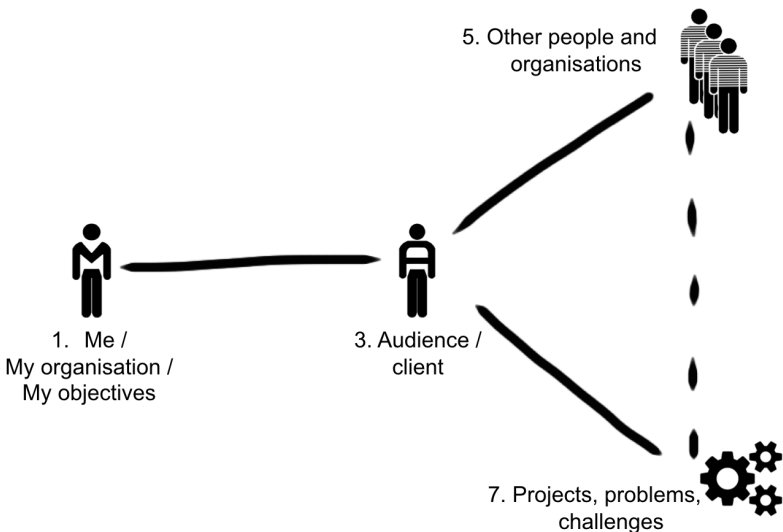 5. Other people and
organisations
1. Me /
My organisation /
My objectives
3. Audience /
client
7. Projects, problems,
challenges